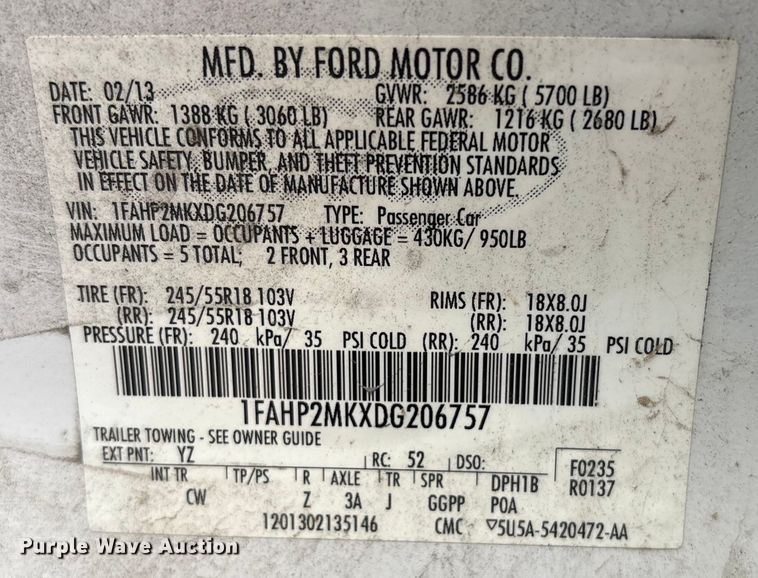 MFD. BY FORD MOTOR CO.
DATE: 02/13 GVWR: 2586 KG ( 5700 LB)
FRONT GAWR: 1388 KG ( 3060 LB) REAR GAWR: 1216 KG ( 2680 LB)
THIS VEHICLE CONFORMS TO ALL APPLICABLE FEDERAL MOTOR
VEHICLE SAFETY, BUMPER, AND THEFT PREVENTION STANDARDS
IN EFFECT ON THE DATE OF MANUFACTURE SHOWN ABOVE.
VIN: 1FAHP2MKXDG206757 TYPE: Passenger Car
MAXIMUM LOAD = OCCUPANTS + LUGGAGE = 430KG/ 950LB
OCCUPANTS = 5 TOTAL; 2 FRONT, 3 REAR
TIRE (FR): 245/55R18 103V RIMS (FR): 18X8.0J
(RR): 245/55R18 103V (RR): 18X8.0J
PRESSURE (FR): 240 kPa/ 35 PSI COLD (RR): 240 kPa/ 35 PSI COLD
1FAHP2MKXDG206757
TRAILER TOWING - SEE OWNER GUIDE
EXT PNT: YZ RC: 52 DSO: F0235
INT TR TP/PS R AXLE TR SPR DPH1B R0137
CW Z 3A J GGPP POA
1201302135146 CMC ▽5U5A-5420472-AA
Purple Wave Auction